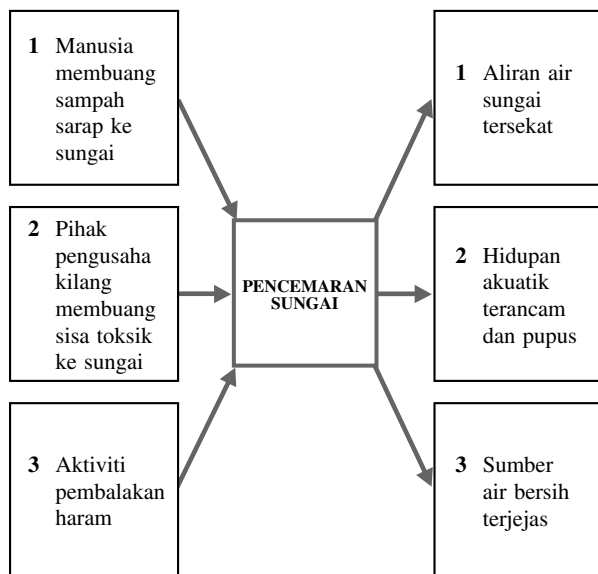 1 Manusia
membuang
sampah
sarap ke
sungai
2 Pihak
pengusaha
kilang
membuang
sisa toksik
ke sungai
3 Aktiviti
pembalakan
haram
PENCEMARAN
SUNGAI
1 Aliran air
sungai
tersekat
2 Hidupan
akuatik
terancam
dan pupus
3 Sumber
air bersih
terjejas